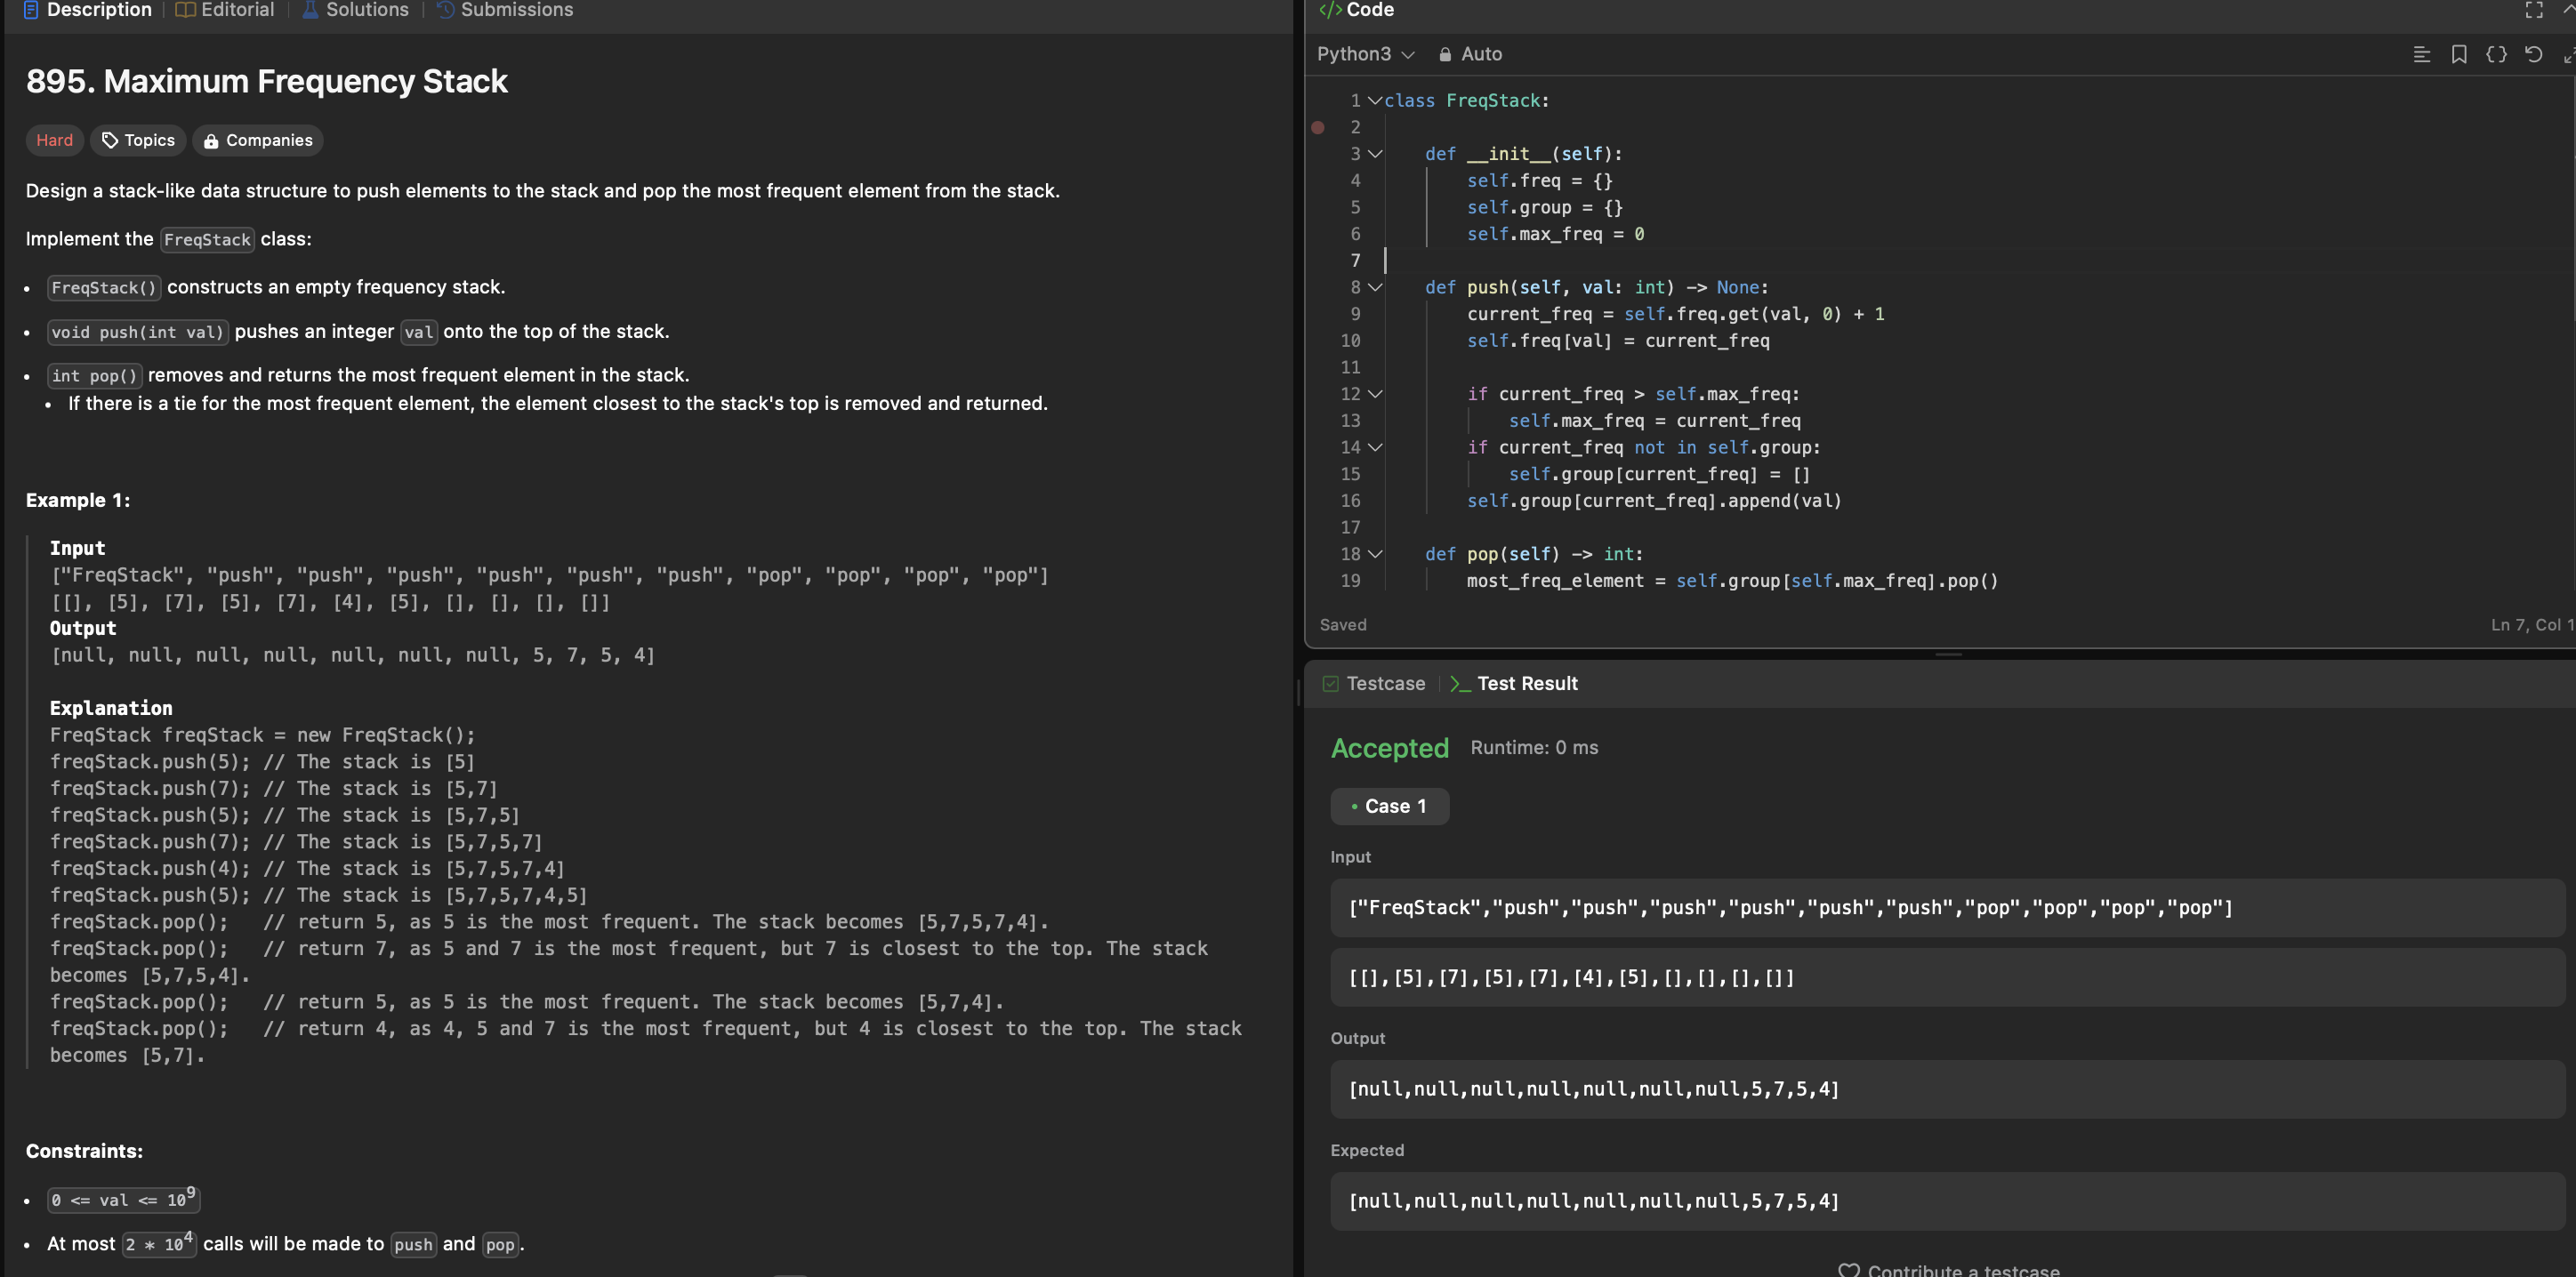 Description
Editorial
Solutions
Submissions
895. Maximum Frequency Stack
Hard
Topics
Companies
Design a stack-like data structure to push elements to the stack and pop the most frequent element from the stack.
Implement the FreqStack class:
• FreqStack() constructs an empty frequency stack.
• void push(int val) pushes an integer val onto the top of the stack.
• int pop() removes and returns the most frequent element in the stack.
• If there is a tie for the most frequent element, the element closest to the stack's top is removed and returned.
Example 1:
Input
["FreqStack", "push", "push", "push", "push", "push", "push", "pop", "pop", "pop", "pop"]
[[], [5], [7], [5], [7], [4], [5], [], [], [], []]
Output
[null, null, null, null, null, null, null, 5, 7, 5, 4]
Explanation
FreqStack freqStack = new FreqStack();
freqStack.push(5); // The stack is [5]
freqStack.push(7); // The stack is [5,7]
freqStack.push(5); // The stack is [5,7,5]
freqStack.push(7); // The stack is [5,7,5,7]
freqStack.push(4); // The stack is [5,7,5,7,4]
freqStack.push(5); // The stack is [5,7,5,7,4,5]
freqStack.pop();   // return 5, as 5 is the most frequent. The stack becomes [5,7,5,7,4].
freqStack.pop();   // return 7, as 5 and 7 is the most frequent, but 7 is closest to the top. The stack
becomes [5,7,5,4].
freqStack.pop();   // return 5, as 5 is the most frequent. The stack becomes [5,7,4].
freqStack.pop();   // return 4, as 4, 5 and 7 is the most frequent, but 4 is closest to the top. The stack
becomes [5,7].
Constraints:
• 0 <= val <= 10⁹
• At most 2 * 10⁴ calls will be made to push and pop.
</> Code
Python3
Auto
1 class FreqStack:
2
3     def __init__(self):
4         self.freq = {}
5         self.group = {}
6         self.max_freq = 0
7
8     def push(self, val: int) -> None:
9         current_freq = self.freq.get(val, 0) + 1
10         self.freq[val] = current_freq
11
12         if current_freq > self.max_freq:
13             self.max_freq = current_freq
14         if current_freq not in self.group:
15             self.group[current_freq] = []
16         self.group[current_freq].append(val)
17
18     def pop(self) -> int:
19         most_freq_element = self.group[self.max_freq].pop()
Saved
Ln 7, Col 1
Testcase
>_ Test Result
Accepted
Runtime: 0 ms
• Case 1
Input
["FreqStack","push","push","push","push","push","push","pop","pop","pop","pop"]
[[],[5],[7],[5],[7],[4],[5],[],[],[],[]]
Output
[null,null,null,null,null,null,null,5,7,5,4]
Expected
[null,null,null,null,null,null,null,5,7,5,4]
Contribute a testcase